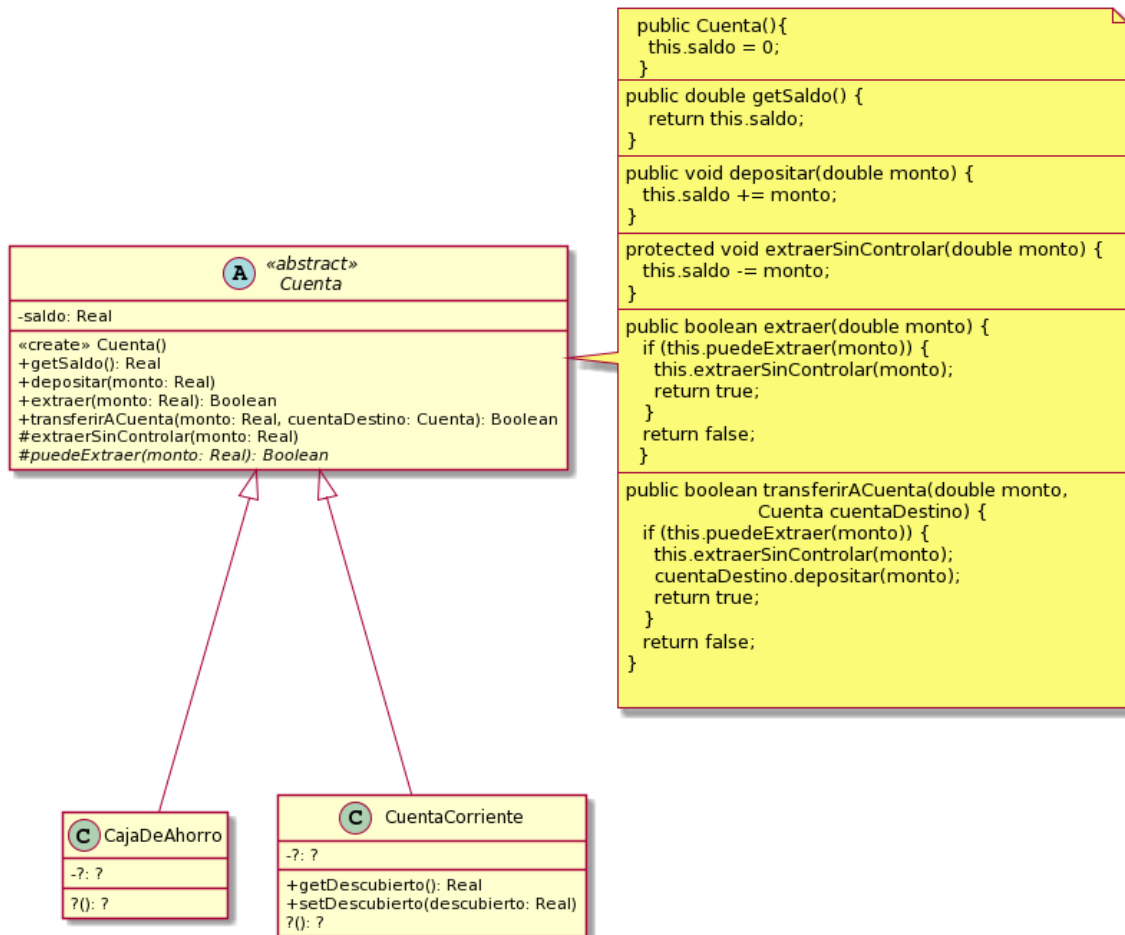 public Cuenta(){
this.saldo = 0;
}
public double getSaldo() {
return this.saldo;
}
public void depositar(double monto) {
this.saldo += monto;
}
protected void extraerSinControlar(double monto) {
this.saldo -= monto;
}
public boolean extraer(double monto) {
if (this.puedeExtraer(monto)) {
this.extraerSinControlar(monto);
return true;
}
return false;
}
public boolean transferirACuenta(double monto,
Cuenta cuentaDestino) {
if (this.puedeExtraer(monto)) {
this.extraerSinControlar(monto);
cuentaDestino.depositar(monto);
return true;
}
return false;
}
A «abstract»
Cuenta
-saldo: Real
«create» Cuenta()
+getSaldo(): Real
+depositar(monto: Real)
+extraer(monto: Real): Boolean
+transferirACuenta(monto: Real, cuentaDestino: Cuenta): Boolean
#extraerSinControlar(monto: Real)
#puedeExtraer(monto: Real): Boolean
C CajaDeAhorro
-?: ?
?(): ?
C CuentaCorriente
-?: ?
+getDescubierto(): Real
+setDescubierto(descubierto: Real)
?(): ?